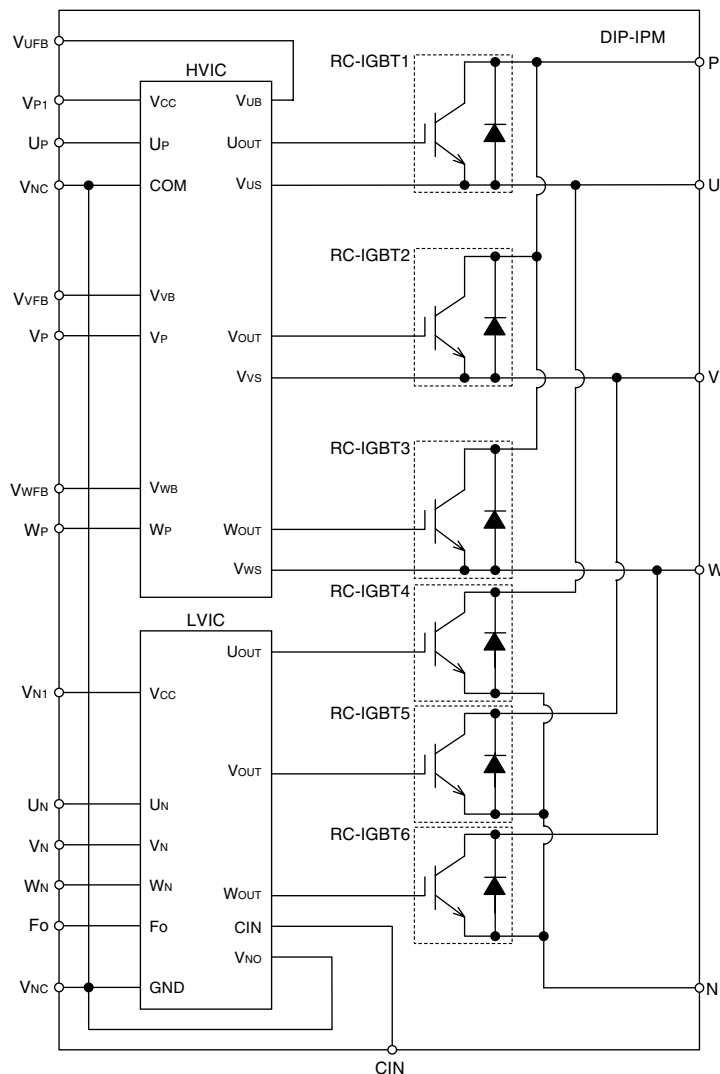 DIP-IPM
VUFB
HVIC
RC-IGBT1
P
VP1
VCC
VUB
UP
UP
UOUT
VNC
COM
VUS
U
RC-IGBT2
VVFB
VVB
VP
VP
VOUT
VVS
V
RC-IGBT3
VWFB
VWB
WP
WP
WOUT
VWS
W
RC-IGBT4
LVIC
UOUT
VN1
VCC
RC-IGBT5
VOUT
UN
UN
VN
VN
RC-IGBT6
WN
WN
WOUT
FO
FO
CIN
VNO
VNC
GND
N
CIN